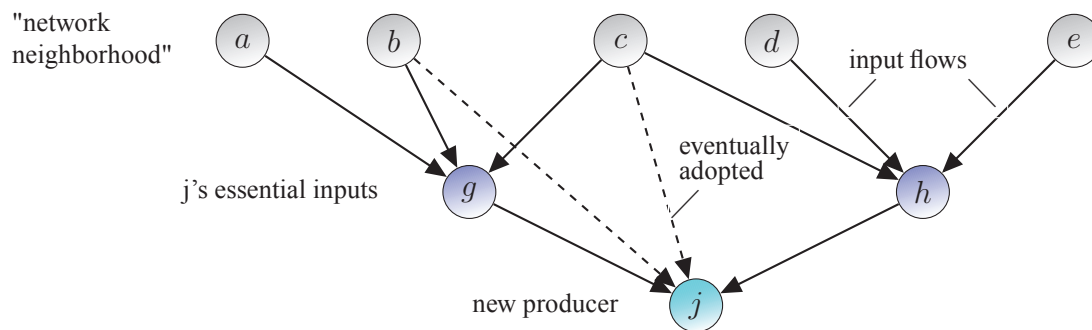 "network
neighborhood"
a
b
c
d
e
input flows
eventually
adopted
j's essential inputs
g
h
new producer
j